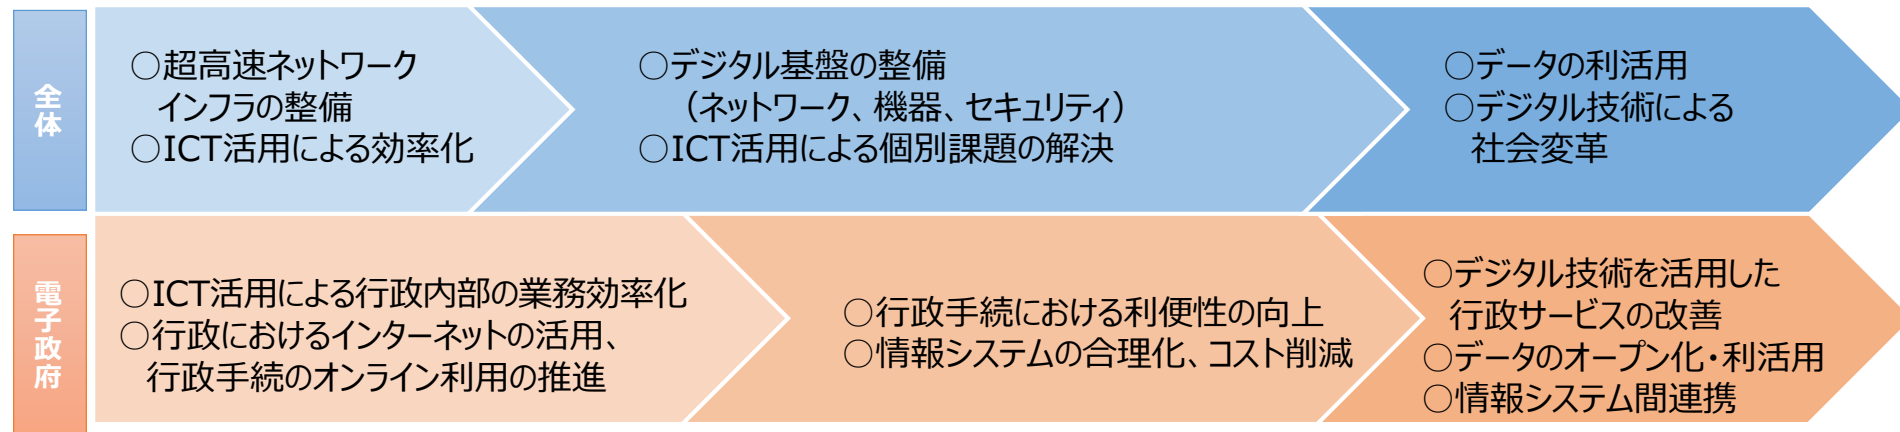 全体
○超高速ネットワーク
インフラの整備
○ICT活用による効率化
○デジタル基盤の整備
（ネットワーク、機器、セキュリティ）
○ICT活用による個別課題の解決
○データの利活用
○デジタル技術による
社会変革
電子政府
○ICT活用による行政内部の業務効率化
○行政におけるインターネットの活用、
行政手続のオンライン利用の推進
○行政手続における利便性の向上
○情報システムの合理化、コスト削減
○デジタル技術を活用した
行政サービスの改善
○データのオープン化・利活用
○情報システム間連携